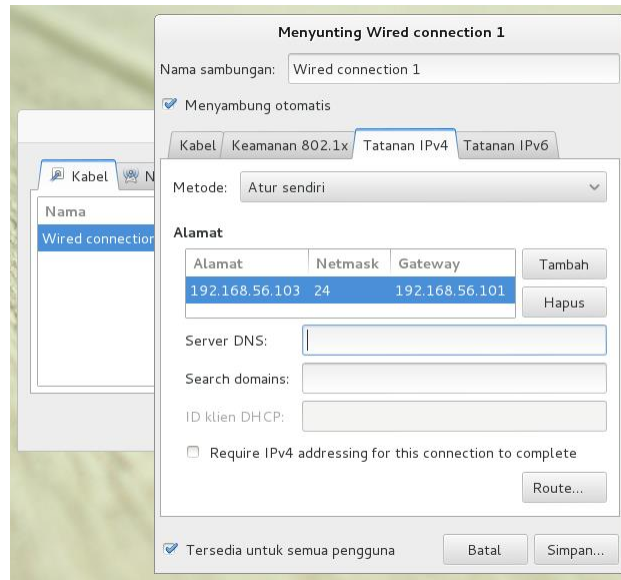 Menyunting Wired connection 1
Nama sambungan: Wired connection 1
Menyambung otomatis
Kabel N
Nama
Wired connection
Kabel Keamanan 802.1x Tatanan IPv4 Tatanan IPv6
Metode: Atur sendiri
Alamat
Alamat Netmask Gateway Tambah
192.168.56.103 24 192.168.56.101
Hapus
Server DNS:
Search domains:
ID klien DHCP:
Require IPv4 addressing for this connection to complete
Route...
Tersedia untuk semua pengguna Batal Simpan...